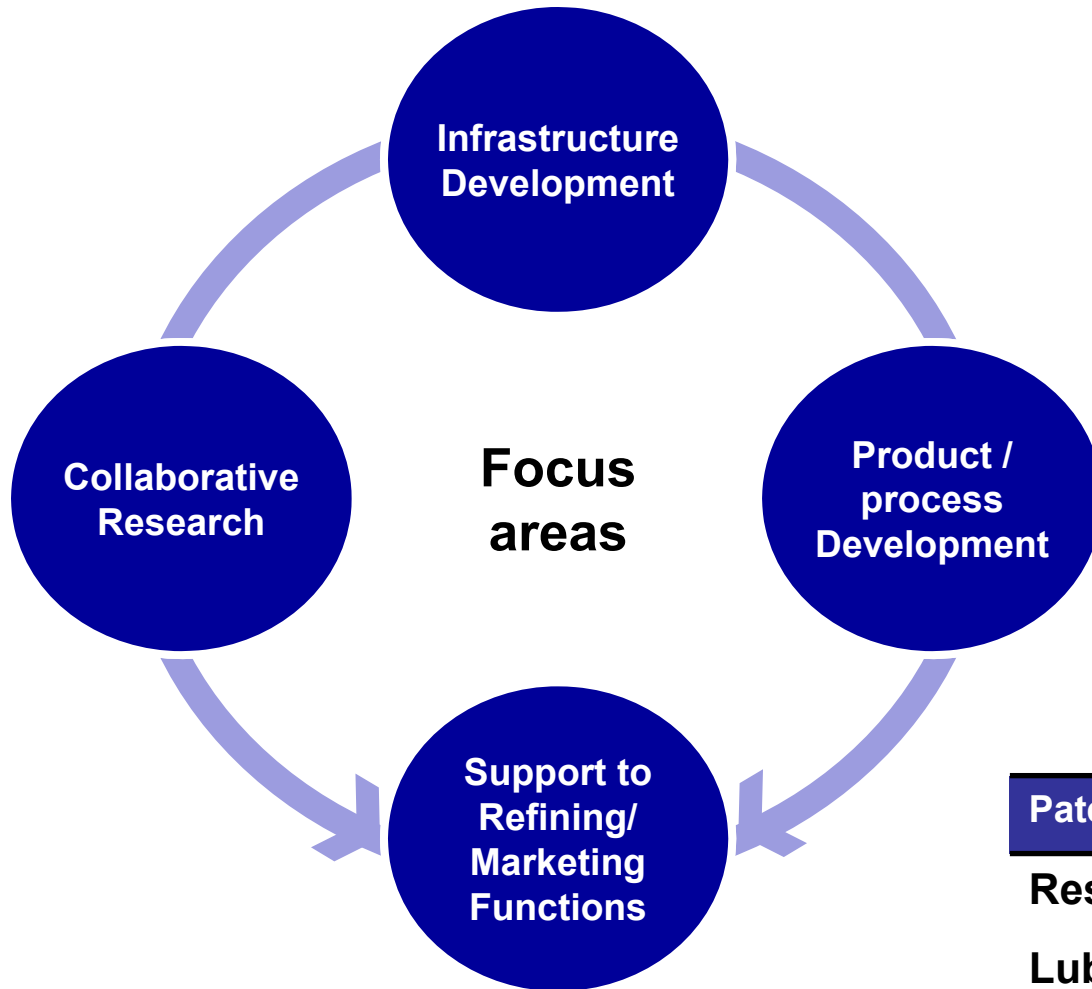 Infrastructure
Development
Collaborative
Research
Focus
areas
Product /
process
Development
Support to
Refining/
Marketing
Functions